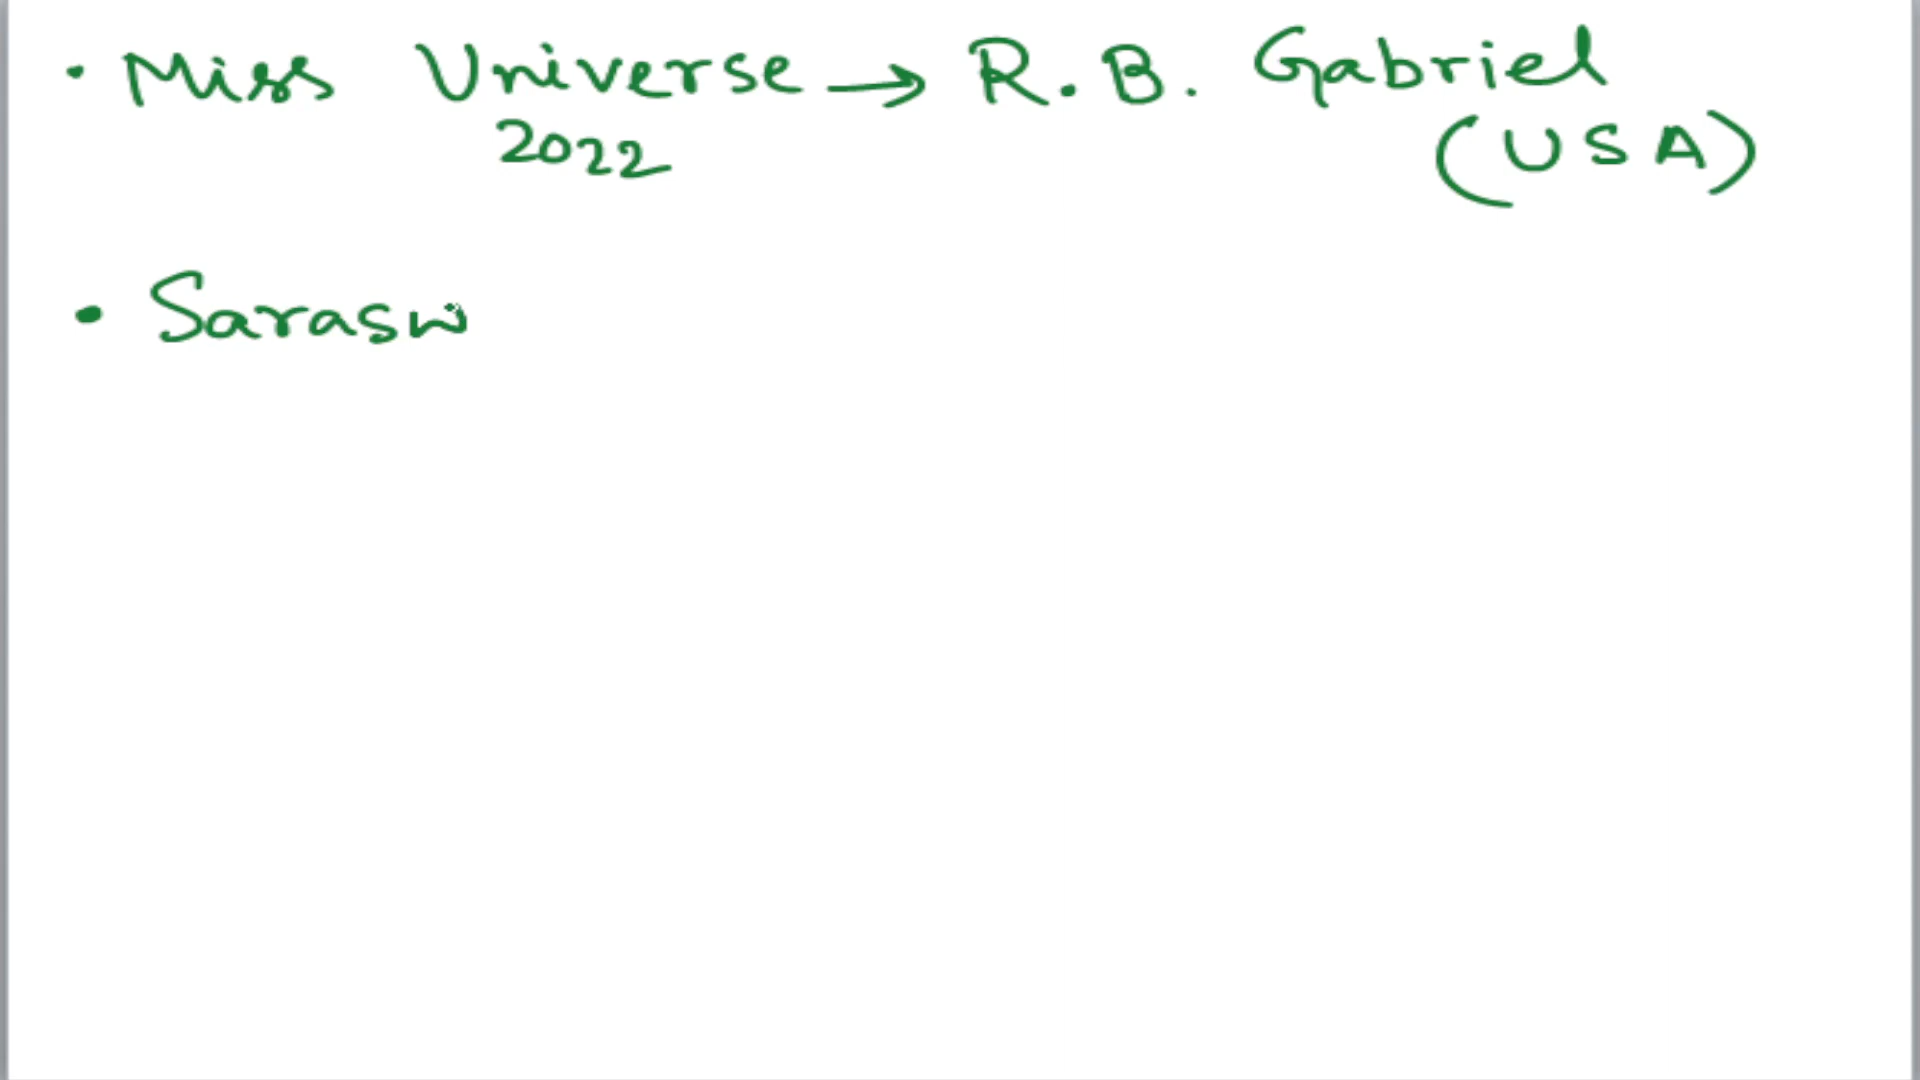 • Miss Universe → R. B. Gabriel
2022 (USA)
• Sarasw